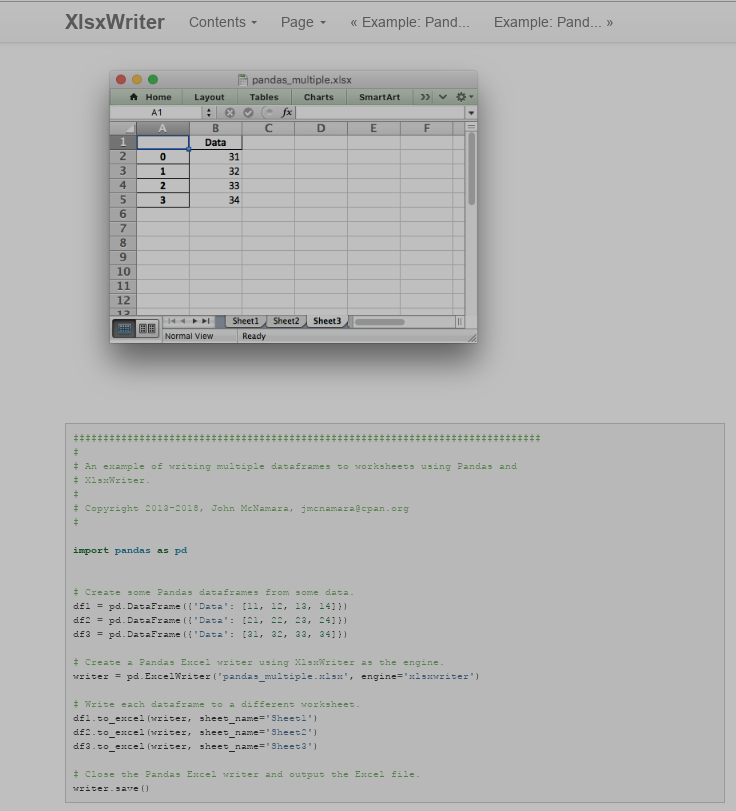 XlsxWriter Contents Page « Example: Pand... Example: Pand... »
pandas_multiple.xlsx
Home Layout Tables Charts SmartArt
A1 fx
A B C D E F
1 Data
2 0 31
3 1 32
4 2 33
5 3 34
6
7
8
9
10
11
12
13
Sheet1 Sheet2 Sheet3
Normal View Ready
##############################################################################
#
# An example of writing multiple dataframes to worksheets using Pandas and
# XlsxWriter.
#
# Copyright 2013-2018, John McNamara, jmcnamara@cpan.org
#
import pandas as pd
# Create some Pandas dataframes from some data.
df1 = pd.DataFrame({'Data': [11, 12, 13, 14]})
df2 = pd.DataFrame({'Data': [21, 22, 23, 24]})
df3 = pd.DataFrame({'Data': [31, 32, 33, 34]})
# Create a Pandas Excel writer using XlsxWriter as the engine.
writer = pd.ExcelWriter('pandas_multiple.xlsx', engine='xlsxwriter')
# Write each dataframe to a different worksheet.
df1.to_excel(writer, sheet_name='Sheet1')
df2.to_excel(writer, sheet_name='Sheet2')
df3.to_excel(writer, sheet_name='Sheet3')
# Close the Pandas Excel writer and output the Excel file.
writer.save()